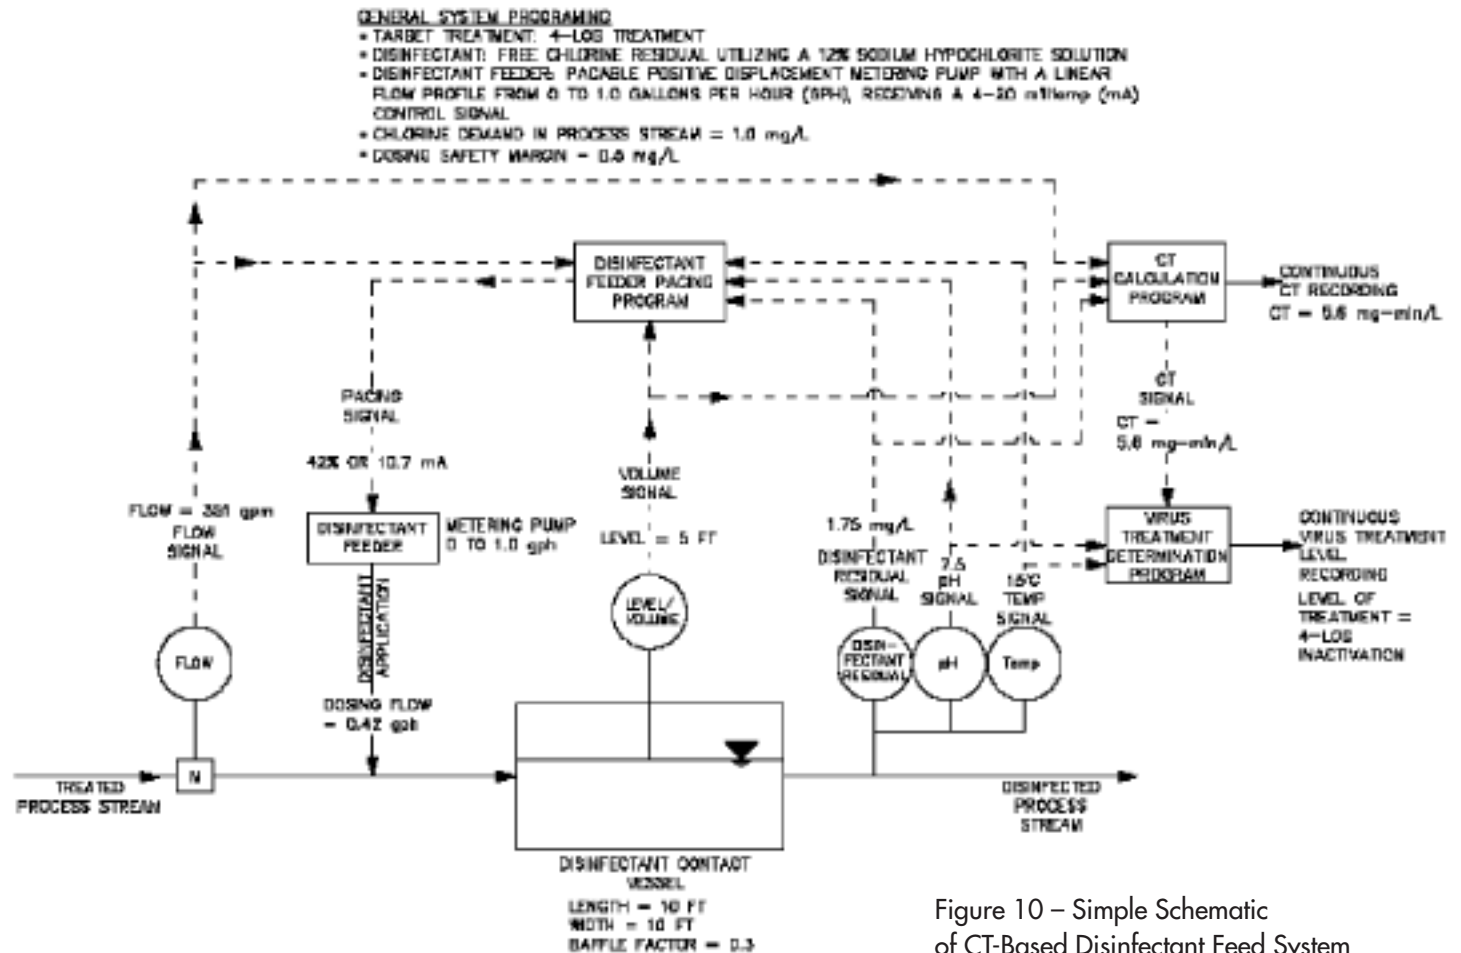 GENERAL SYSTEM PROGRAMING
• TARGET TREATMENT: 4-LOG TREATMENT
• DISINFECTANT: FREE CHLORINE RESIDUAL UTILIZING A 12% SODIUM HYPOCHLORITE SOLUTION
• DISINFECTANT FEEDER: PACABLE POSITIVE DISPLACEMENT METERING PUMP WITH A LINEAR
FLOW PROFILE FROM 0 TO 1.0 GALLONS PER HOUR (GPH), RECEIVING A 4-20 milliamp (mA)
CONTROL SIGNAL
• CHLORINE DEMAND IN PROCESS STREAM = 1.0 mg/L
• DOSING SAFETY MARGIN = mg/L
DISINFECTANT
FEEDER PACING
PROGRAM
CT
CALCULATION
PROGRAM
CONTINUOUS
CT RECORDING
CT = 5.6 mg-min/L
PACING
SIGNAL
42% OR 10.7 mA
CT
SIGNAL
CT =
5.6 mg-min/L
VOLUME
SIGNAL
LEVEL = 5 FT
FLOW = gpm
FLOW
SIGNAL
DISINFECTANT
FEEDER
METERING PUMP
0 TO 1.0 gph
1.75 mg/L
DISINFECTANT
RESIDUAL
SIGNAL
7.5
pH
SIGNAL
15°C
TEMP
SIGNAL
VIRUS
TREATMENT
DETERMINATION
PROGRAM
CONTINUOUS
VIRUS TREATMENT
LEVEL
RECORDING
LEVEL OF
TREATMENT =
4-LOG
INACTIVATION
DISINFECTANT
APPLICATION
LEVEL/
VOLUME
FLOW
DISIN-
FECTANT
RESIDUAL
pH
Temp
DOSING FLOW
= 0.42 gph
M
TREATED
PROCESS STREAM
DISINFECTED
PROCESS
STREAM
DISINFECTANT CONTACT
VESSEL
LENGTH = 10 FT
WIDTH = 10 FT
BAFFLE FACTOR = 0.3
Figure 10 – Simple Schematic
of CT-Based Disinfectant Feed System